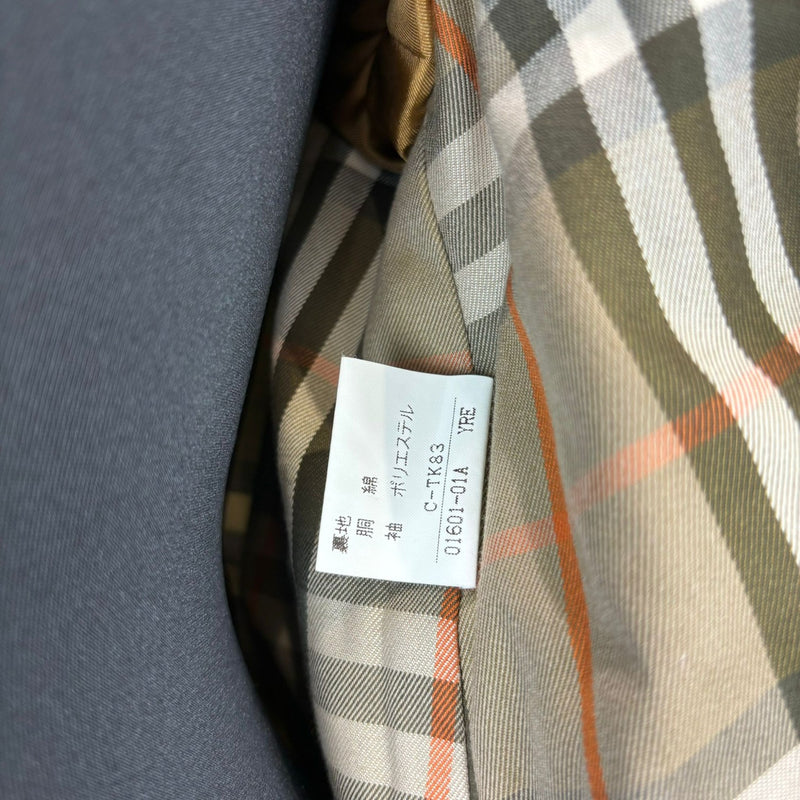 裏地
胴 綿
袖 ポリエステル
C-TK83
01601-01A YRE